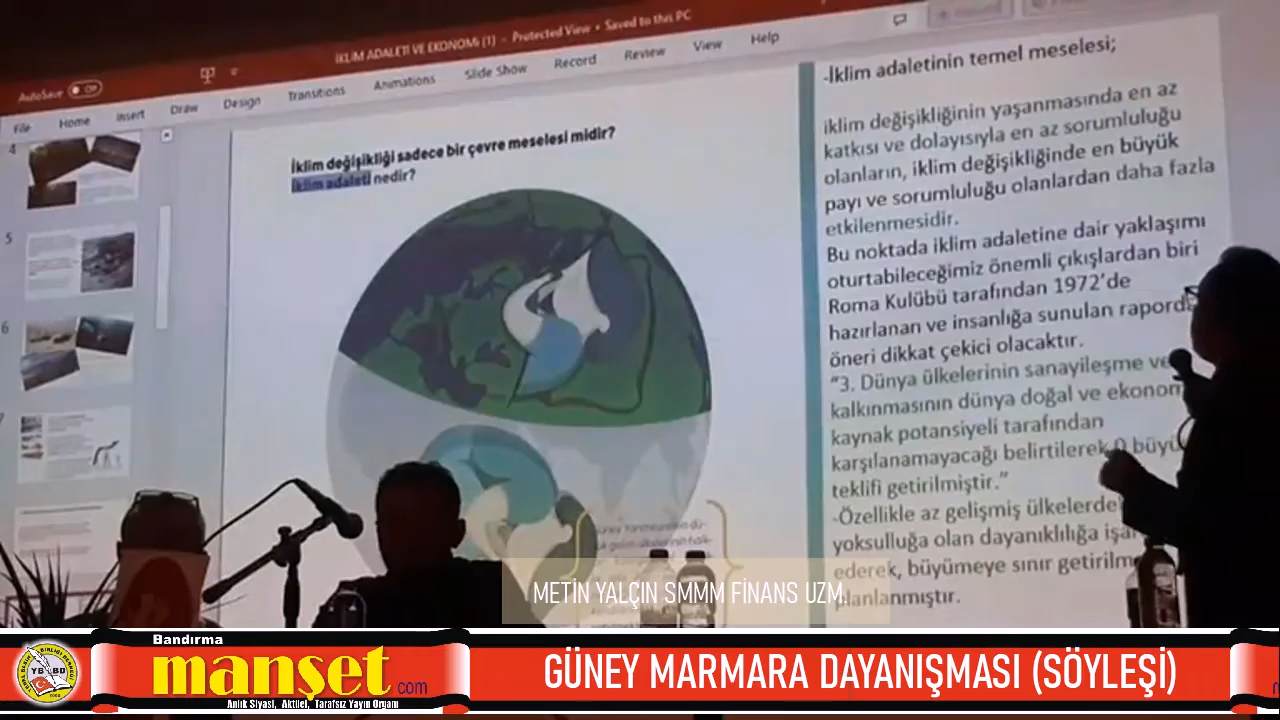 İKLİM ADALETİ VE EKONOMİ (1) - Protected View • Saved to this PC
AutoSave Off
File Home Insert Draw Design Transitions Animations Slide Show Record Review View Help
4
5
6
7
İklim değişikliği sadece bir çevre meselesi midir?
İklim adaleti nedir?
-İklim adaletinin temel meselesi;
iklim değişikliğinin yaşanmasında en az
katkısı ve dolayısıyla en az sorumluluğu
olanların, iklim değişikliğinde en büyük
payı ve sorumluluğu olanlardan daha fazla
etkilenmesidir.
Bu noktada iklim adaletine dair yaklaşımı
oturtabileceğimiz önemli çıkışlardan biri
Roma Kulübü tarafından 1972'de
hazırlanan ve insanlığa sunulan rapord
öneri dikkat çekici olacaktır.
"3. Dünya ülkelerinin sanayileşme ve
kalkınmasının dünya doğal ve ekonom
kaynak potansiyeli tarafından
karşılanamayacağı belirtilerek 0 büyü
teklifi getirilmiştir."
-Özellikle az gelişmiş ülkelerde
yoksulluğa olan dayanıklılığa işa
ederek, büyümeye sınır getirilm
planlanmıştır.
METİN YALÇIN SMMM FİNANS UZM.
Bandırma
manşet.com
Anlık Siyasi, Aktüel, Tarafsız Yayın Organı
GÜNEY MARMARA DAYANIŞMASI (SÖYLEŞİ)